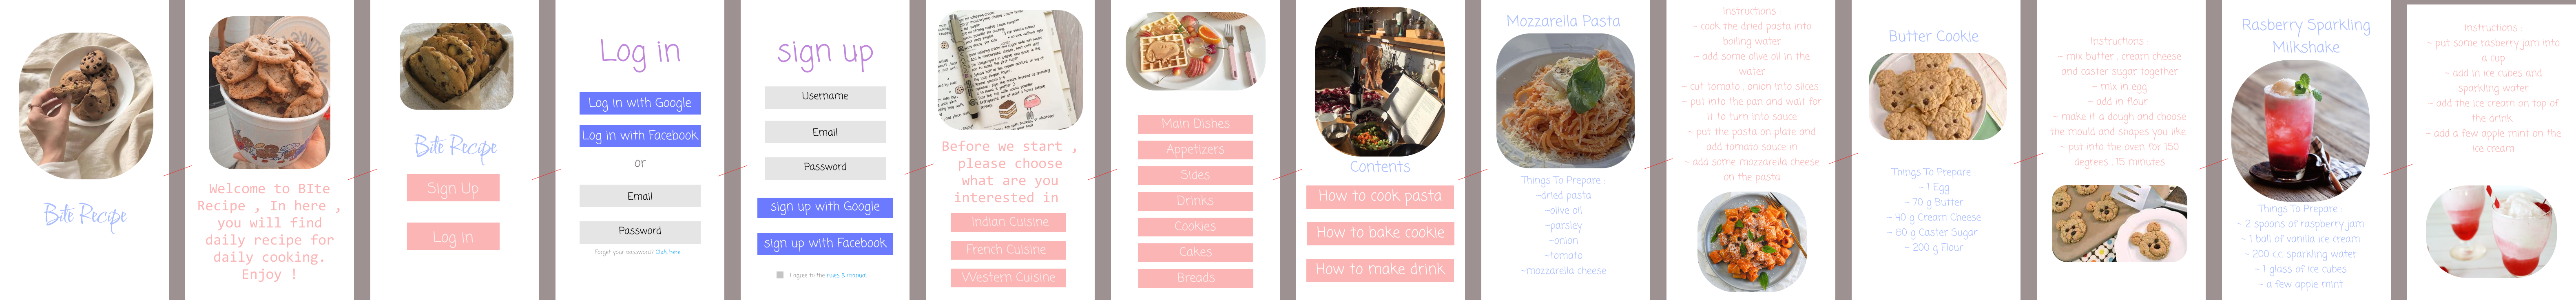 Bite Recipe
Welcome to BIte
Recipe , In here ,
you will find
daily recipe for
daily cooking.
Enjoy !
Bite Recipe
Sign Up
Log in
Log in
Log in with Google
Log in with Facebook
or
Email
Password
Forget your password? Click here
sign up
Username
Email
Password
sign up with Google
sign up with Facebook
I agree to the rules & manual
Before we start ,
please choose
what are you
interested in
Indian Cuisine
French Cuisine
Western Cuisine
Main Dishes
Appetizers
Sides
Drinks
Cookies
Cakes
Breads
Contents
How to cook pasta
How to bake cookie
How to make drink
Mozzarella Pasta
Things To Prepare :
~dried pasta
~olive oil
~parsley
~onion
~tomato
~mozzarella cheese
Instructions :
~ cook the dried pasta into
boiling water
~ add some olive oil in the
water
~ cut tomato , onion into slices
~ put into the pan and wait for
it to turn into sauce
~ put the pasta on plate and
add tomato sauce in
~ add some mozzarella cheese
on the pasta
Butter Cookie
Things To Prepare :
~ 1 Egg
~ 70 g Butter
~ 40 g Cream Cheese
~ 60 g Caster Sugar
~ 200 g Flour
Instructions :
~ mix butter , cream cheese
and caster sugar together
~ mix in egg
~ add in flour
~ make it a dough and choose
the mould and shapes you like
~ put into the oven for 150
degrees , 15 minutes
Rasberry Sparkling
Milkshake
Things To Prepare :
~ 2 spoons of raspberry jam
~ 1 ball of vanilla ice cream
~ 200 cc sparkling water
~ 1 glass of ice cubes
~ a few apple mint
Instructions :
~ put some rasberry jam into
a cup
~ add in ice cubes and
sparkling water
~ add the ice cream on top of
the drink
~ add a few apple mint on the
ice cream